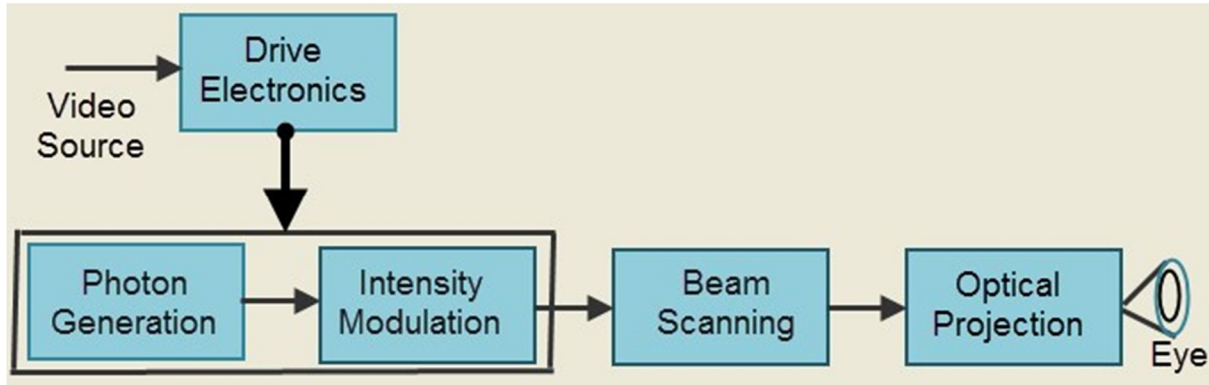 Drive
Electronics
Video
Source
Photon
Generation
Intensity
Modulation
Beam
Scanning
Optical
Projection
Eye